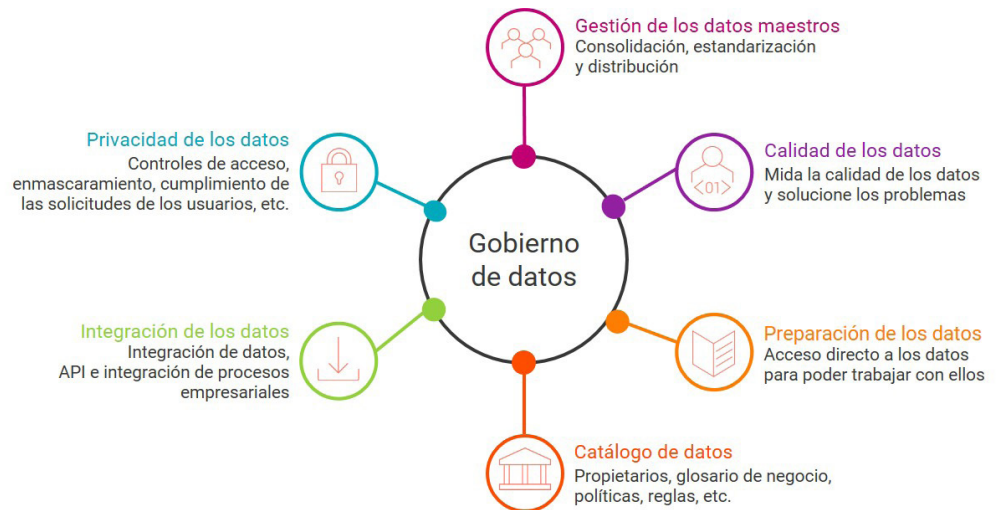 Gestión de los datos maestros
Consolidación, estandarización
y distribución
Privacidad de los datos
Controles de acceso,
enmascaramiento, cumplimiento de
las solicitudes de los usuarios, etc.
Calidad de los datos
Mida la calidad de los datos
y solucione los problemas
<01>
Gobierno
de datos
Integración de los datos
Integración de datos,
API e integración de procesos
empresariales
Preparación de los datos
Acceso directo a los datos
para poder trabajar con ellos
Catálogo de datos
Propietarios, glosario de negocio,
políticas, reglas, etc.